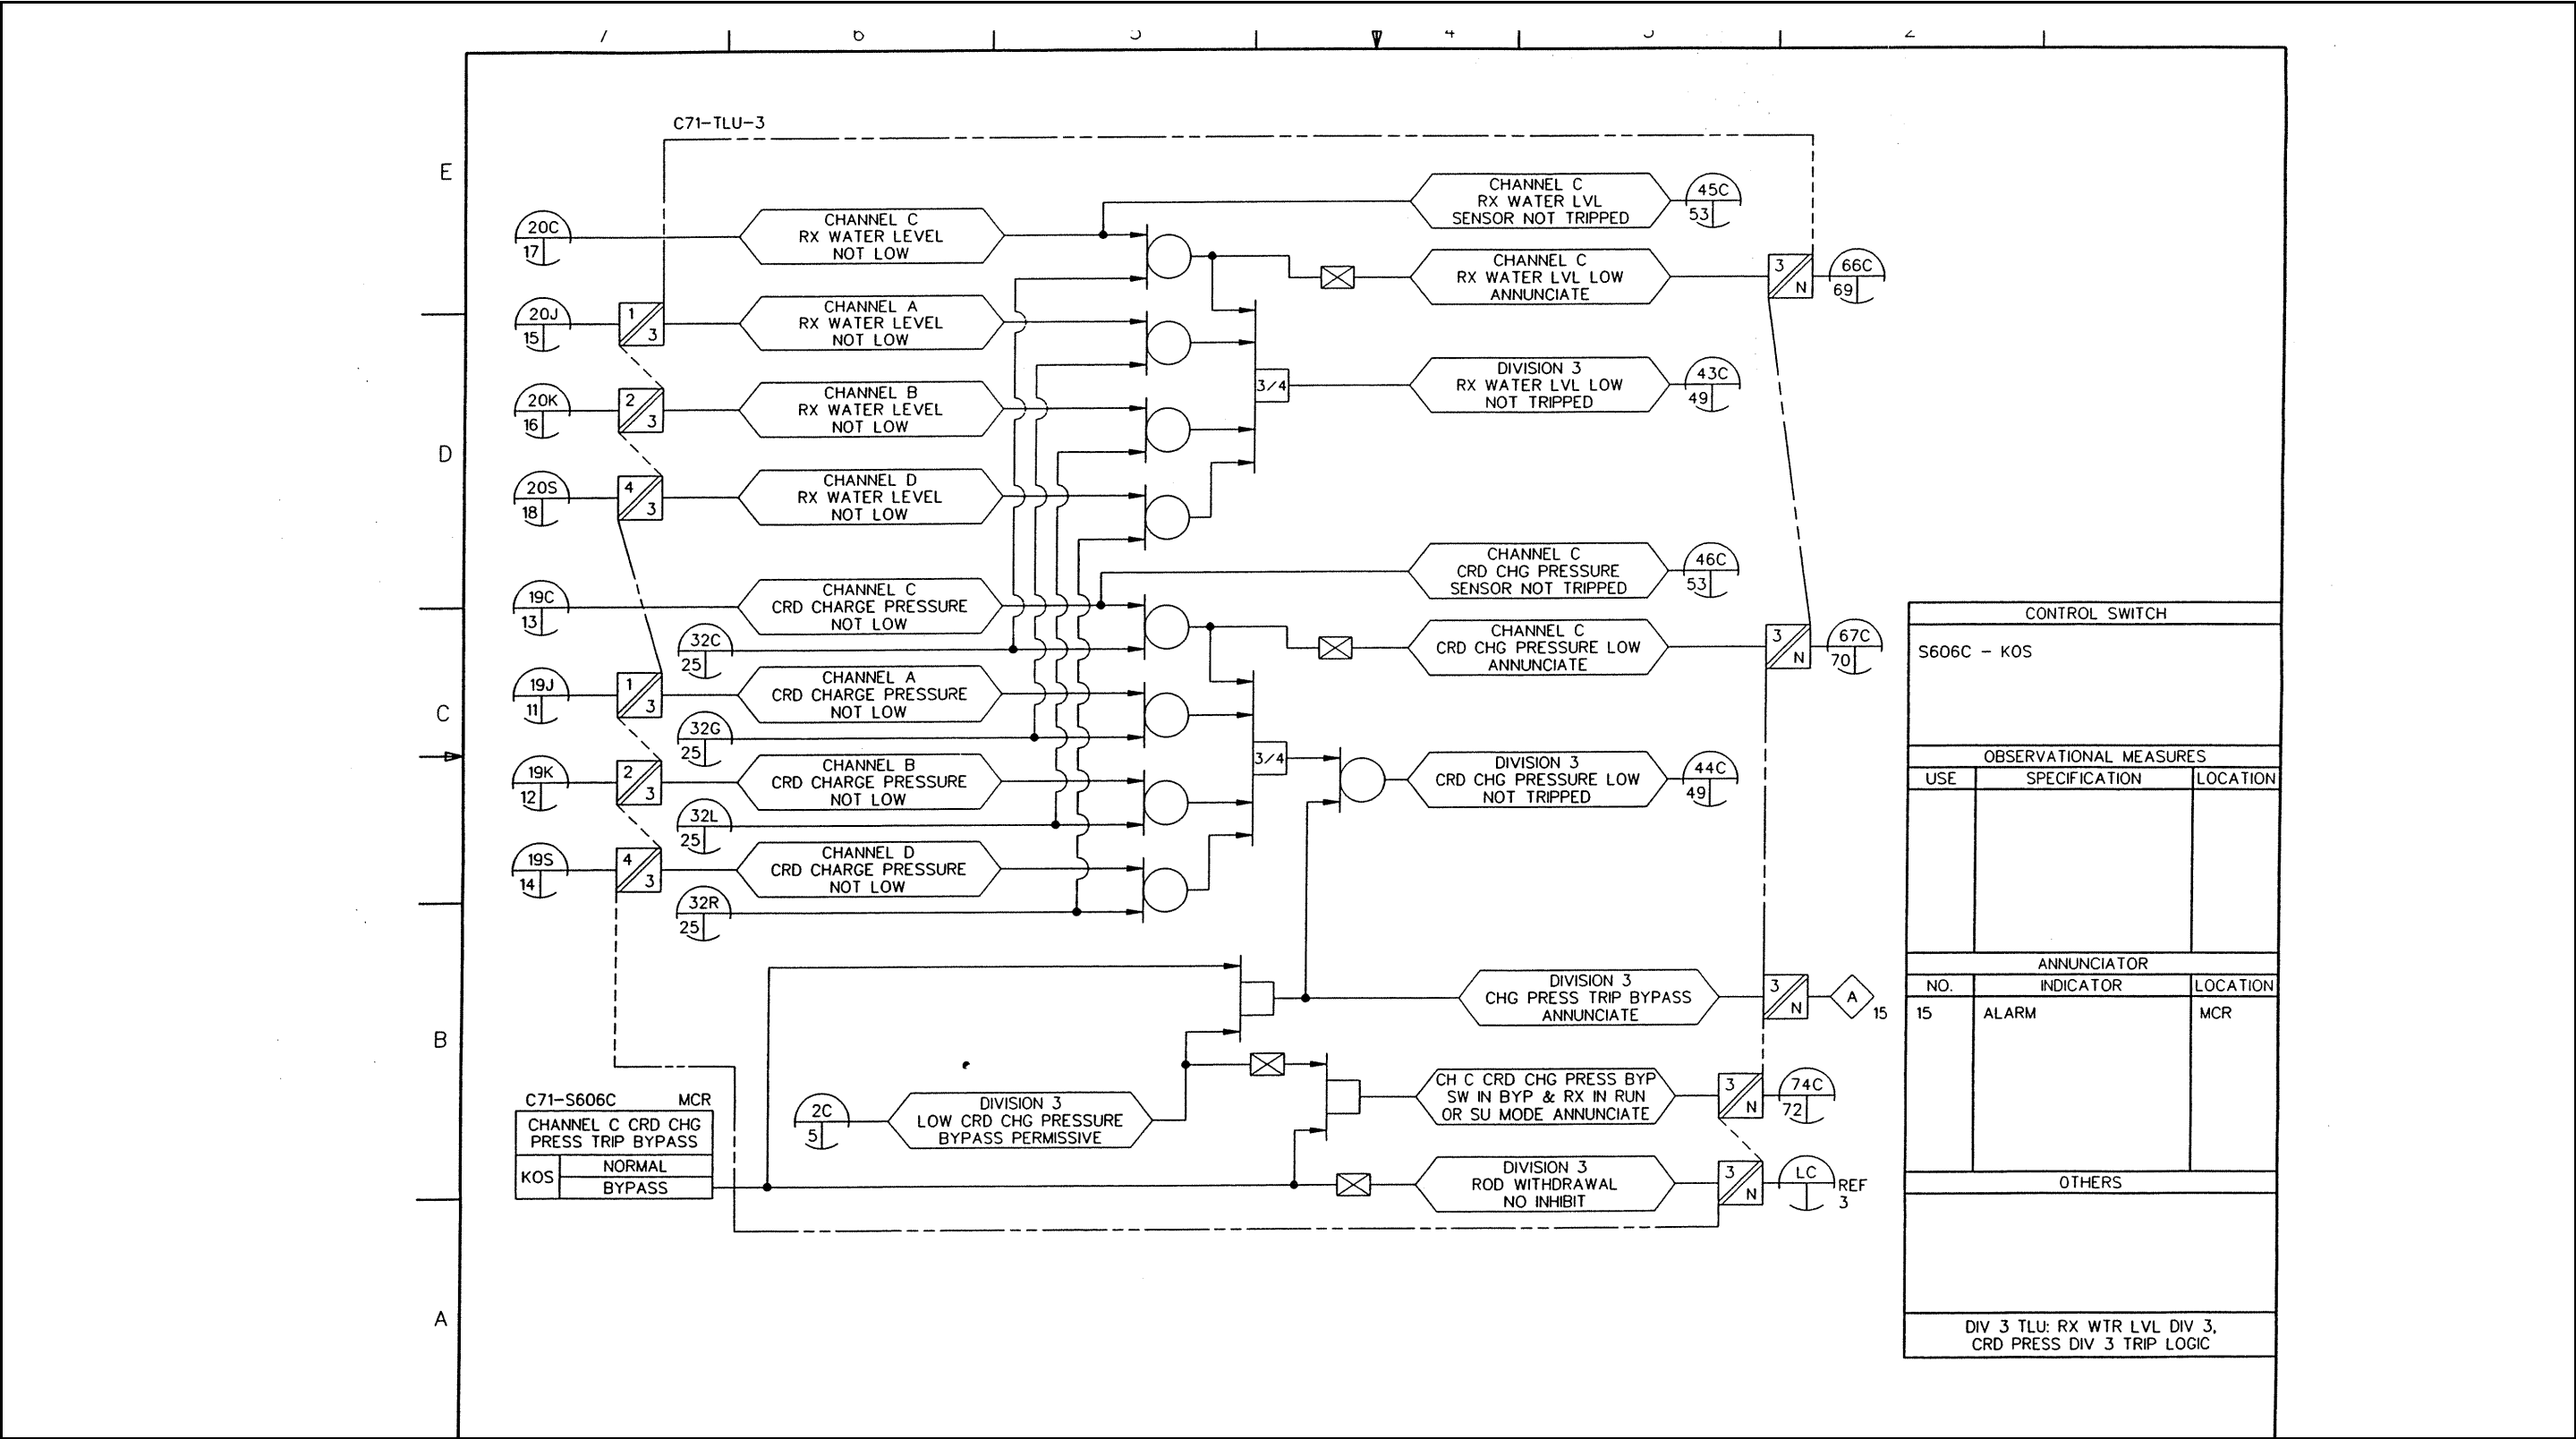 C71-TLU-3
E
D
C
B
A
20C
17
CHANNEL C
RX WATER LEVEL
NOT LOW
CHANNEL C
RX WATER LVL
SENSOR NOT TRIPPED
45C
53
CHANNEL C
RX WATER LVL LOW
ANNUNCIATE
3
N
66C
69
20J
15
1
3
CHANNEL A
RX WATER LEVEL
NOT LOW
20K
16
2
3
CHANNEL B
RX WATER LEVEL
NOT LOW
3/4
DIVISION 3
RX WATER LVL LOW
NOT TRIPPED
43C
49
20S
18
4
3
CHANNEL D
RX WATER LEVEL
NOT LOW
CHANNEL C
CRD CHG PRESSURE
SENSOR NOT TRIPPED
46C
53
19C
13
CHANNEL C
CRD CHARGE PRESSURE
NOT LOW
32C
25
CHANNEL C
CRD CHG PRESSURE LOW
ANNUNCIATE
3
N
67C
70
19J
11
1
3
CHANNEL A
CRD CHARGE PRESSURE
NOT LOW
32G
25
19K
12
2
3
CHANNEL B
CRD CHARGE PRESSURE
NOT LOW
3/4
DIVISION 3
CRD CHG PRESSURE LOW
NOT TRIPPED
44C
49
32L
25
19S
14
4
3
CHANNEL D
CRD CHARGE PRESSURE
NOT LOW
32R
25
DIVISION 3
CHG PRESS TRIP BYPASS
ANNUNCIATE
3
N
A
15
2C
5
DIVISION 3
LOW CRD CHG PRESSURE
BYPASS PERMISSIVE
CH C CRD CHG PRESS BYP
SW IN BYP & RX IN RUN
OR SU MODE ANNUNCIATE
3
N
74C
72
C71-S606C MCR
CHANNEL C CRD CHG
PRESS TRIP BYPASS
KOS
NORMAL
BYPASS
DIVISION 3
ROD WITHDRAWAL
NO INHIBIT
3
N
LC
REF
3
CONTROL SWITCH
S606C - KOS
OBSERVATIONAL MEASURES
USE SPECIFICATION LOCATION
ANNUNCIATOR
NO. INDICATOR LOCATION
15 ALARM MCR
OTHERS
DIV 3 TLU: RX WTR LVL DIV 3,
CRD PRESS DIV 3 TRIP LOGIC